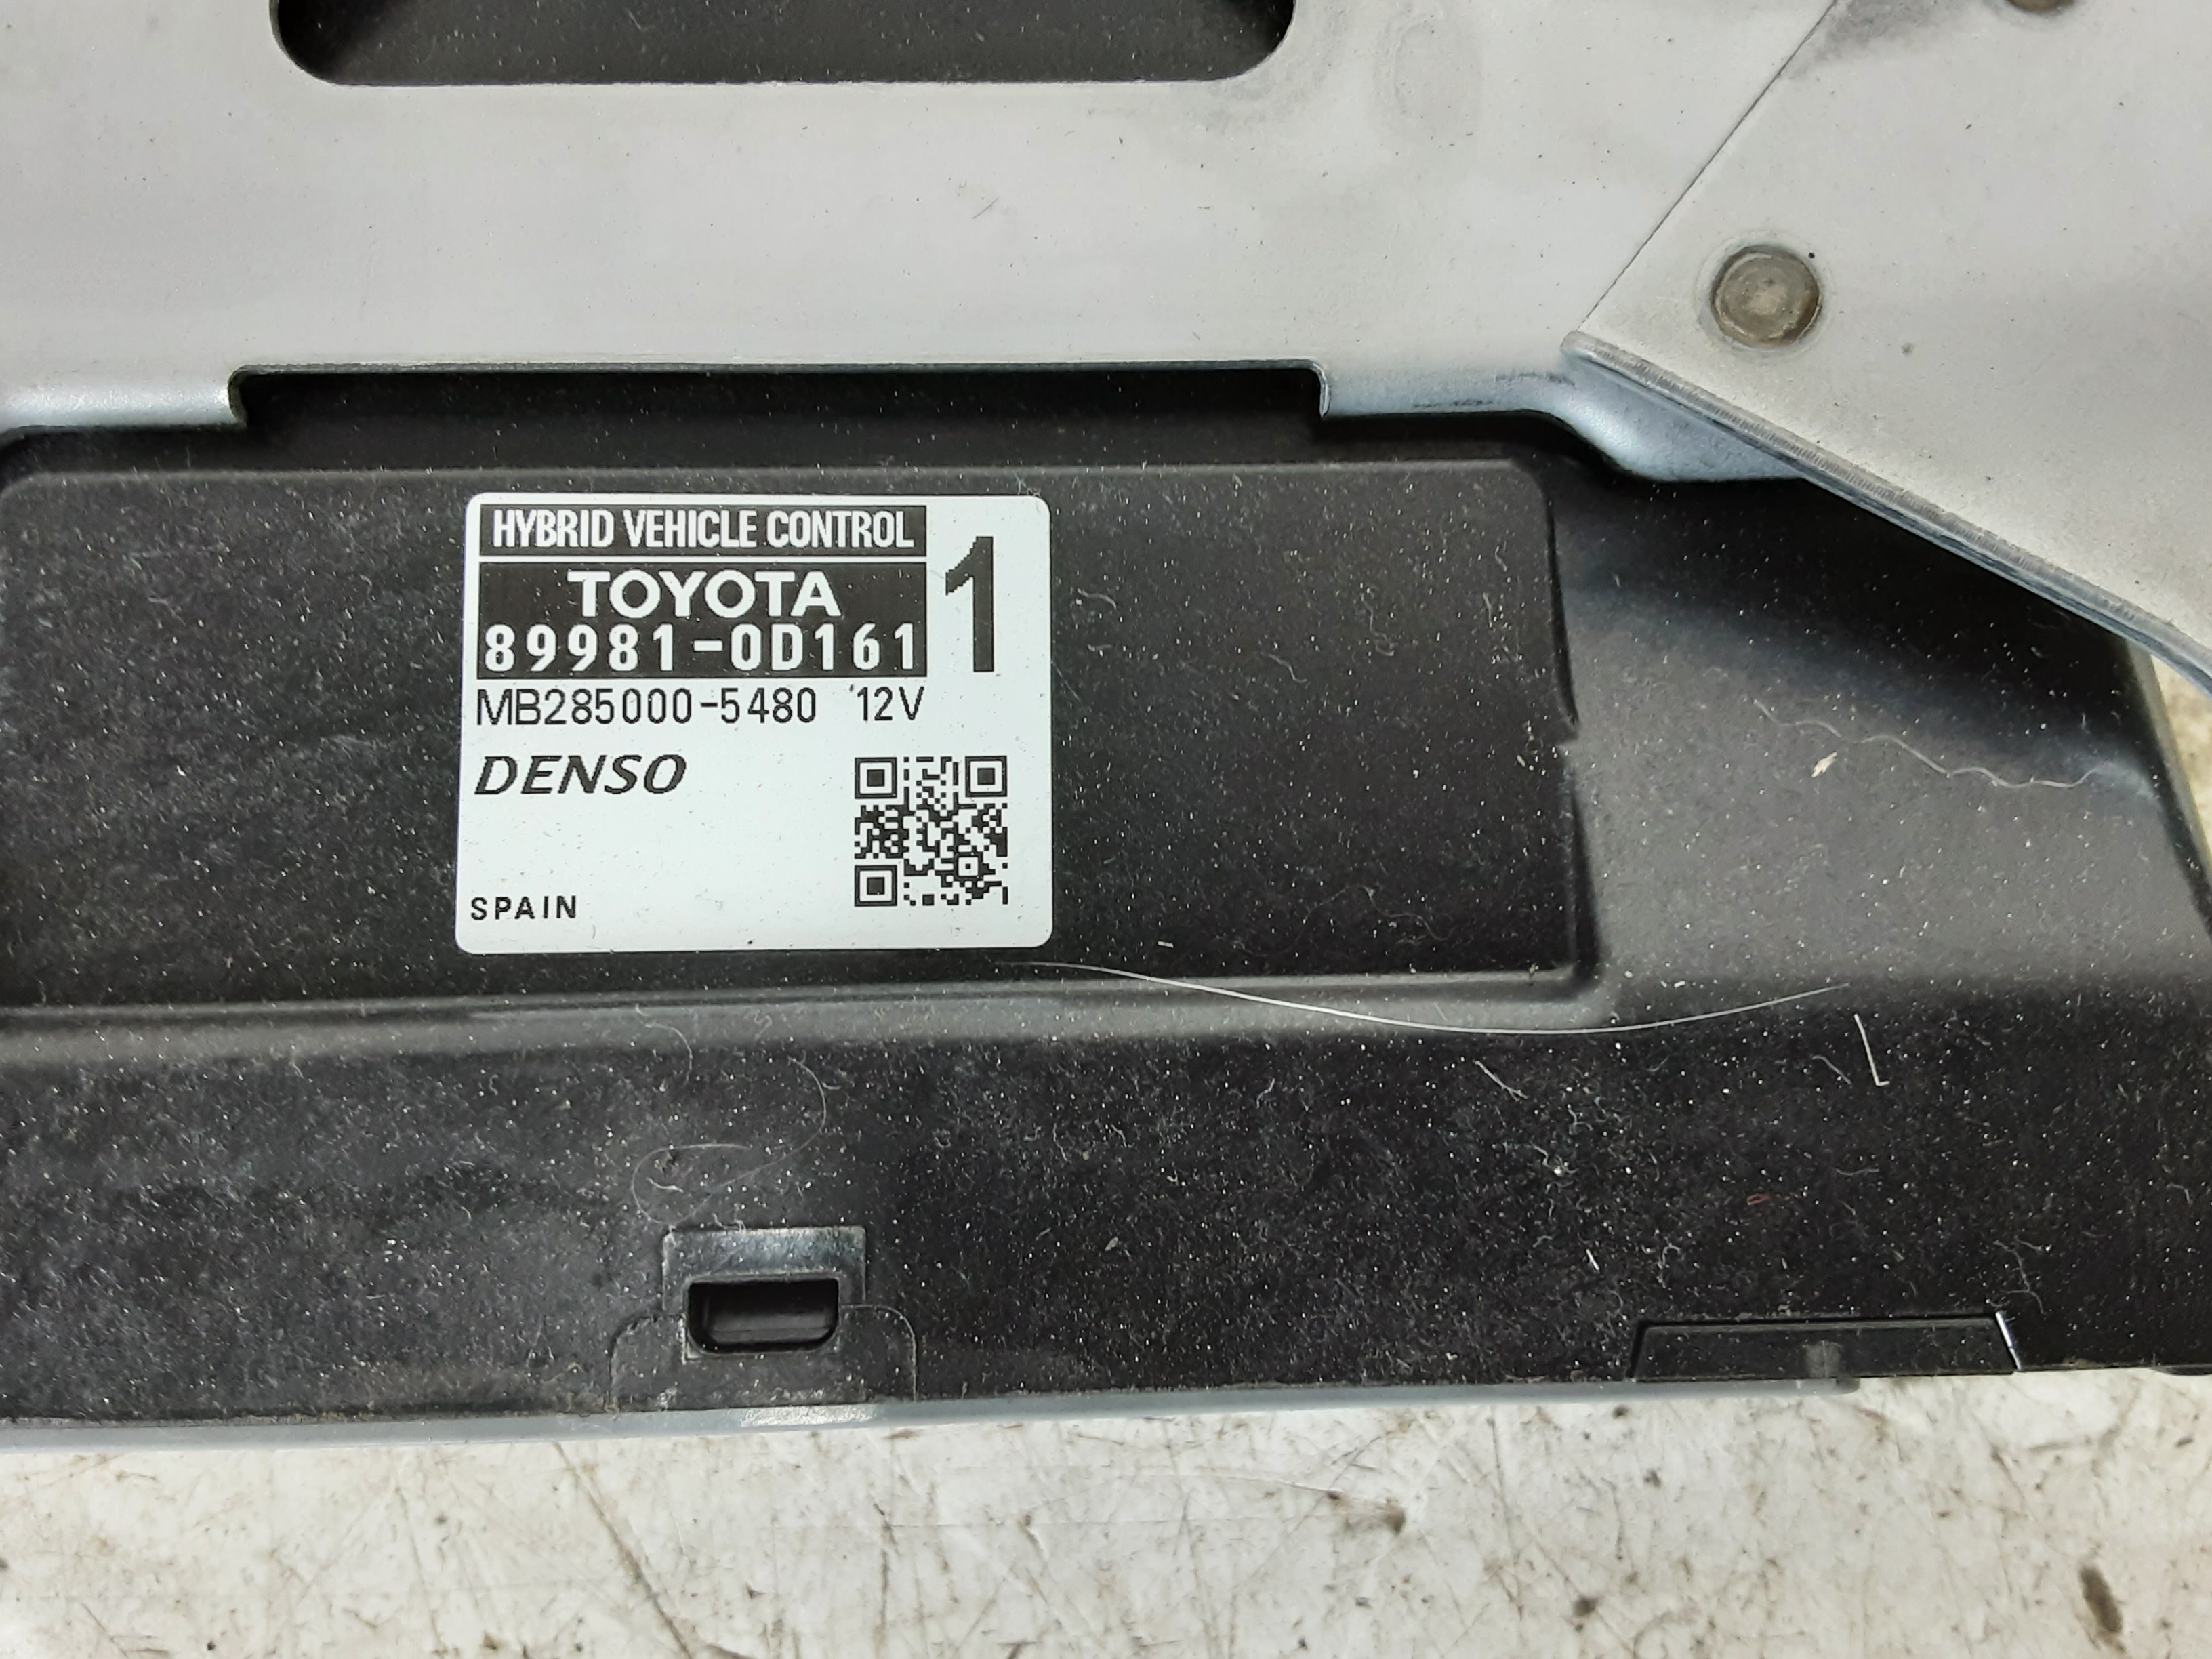 HYBRID VEHICLE CONTROL
1
TOYOTA
89981-0D161
MB285000-5480 12V
DENSO
SPAIN